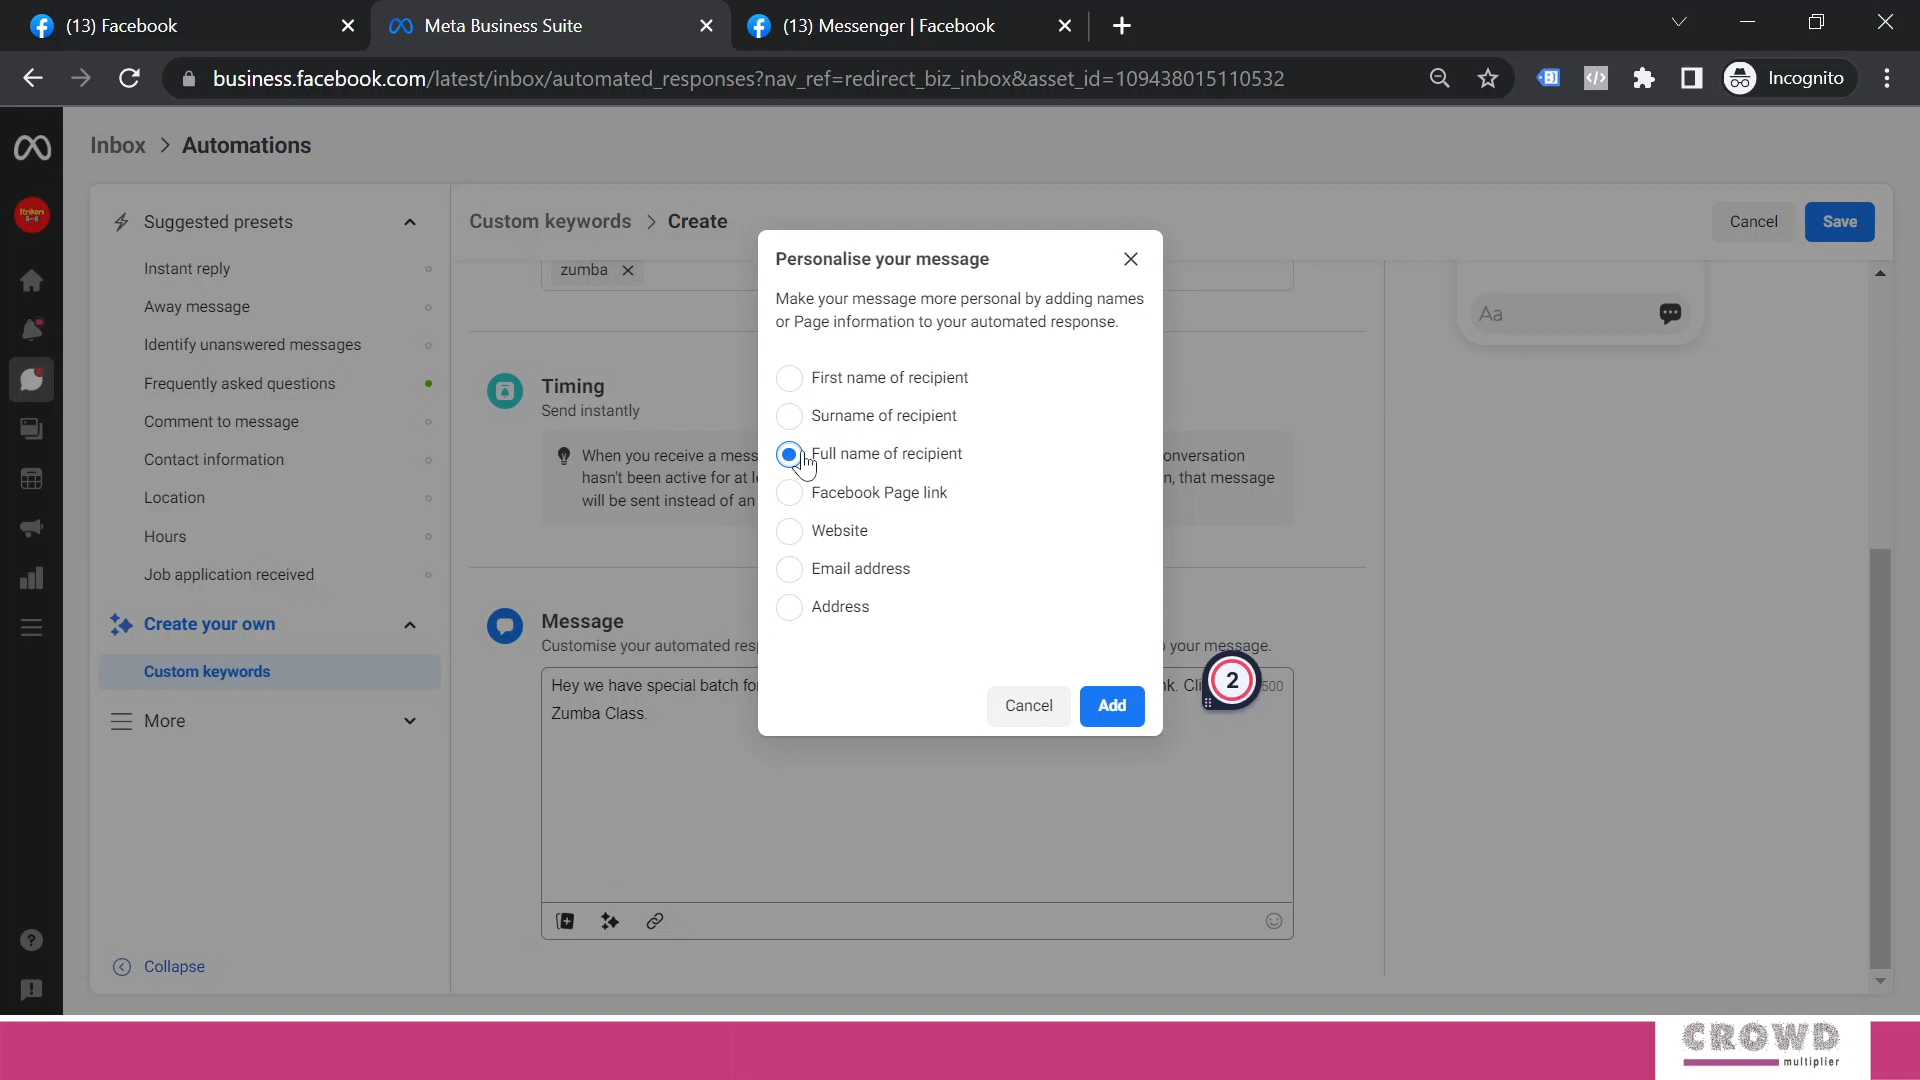 (13) Facebook
Meta Business Suite
(13) Messenger | Facebook
business.facebook.com/latest/inbox/automated_responses?nav_ref=redirect_biz_inbox&asset_id=109438015110532
Incognito
Inbox > Automations
Strikers
Suggested presets
Instant reply
Away message
Identify unanswered messages
Frequently asked questions
Comment to message
Contact information
Location
Hours
Job application received
Create your own
Custom keywords
More
Collapse
Custom keywords > Create
Cancel
Save
zumba
Timing
Send instantly
When you receive a mess
onversation
hasn't been active for at l
n, that message
will be sent instead of an
Message
Customise your automated res
your message.
Hey we have special batch fo
nk. Cli
500
Zumba Class.
Aa
Personalise your message
Make your message more personal by adding names
or Page information to your automated response.
First name of recipient
Surname of recipient
Full name of recipient
Facebook Page link
Website
Email address
Address
Cancel
Add
2
CROWD
multiplier